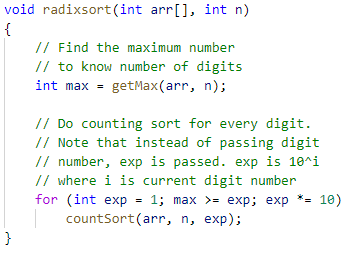 void radixsort(int arr[], int n)
{
// Find the maximum number
// to know number of digits
int max = getMax(arr, n);
// Do counting sort for every digit.
// Note that instead of passing digit
// number, exp is passed. exp is 10^i
// where i is current digit number
for (int exp = 1; max >= exp; exp *= 10)
countSort(arr, n, exp);
}